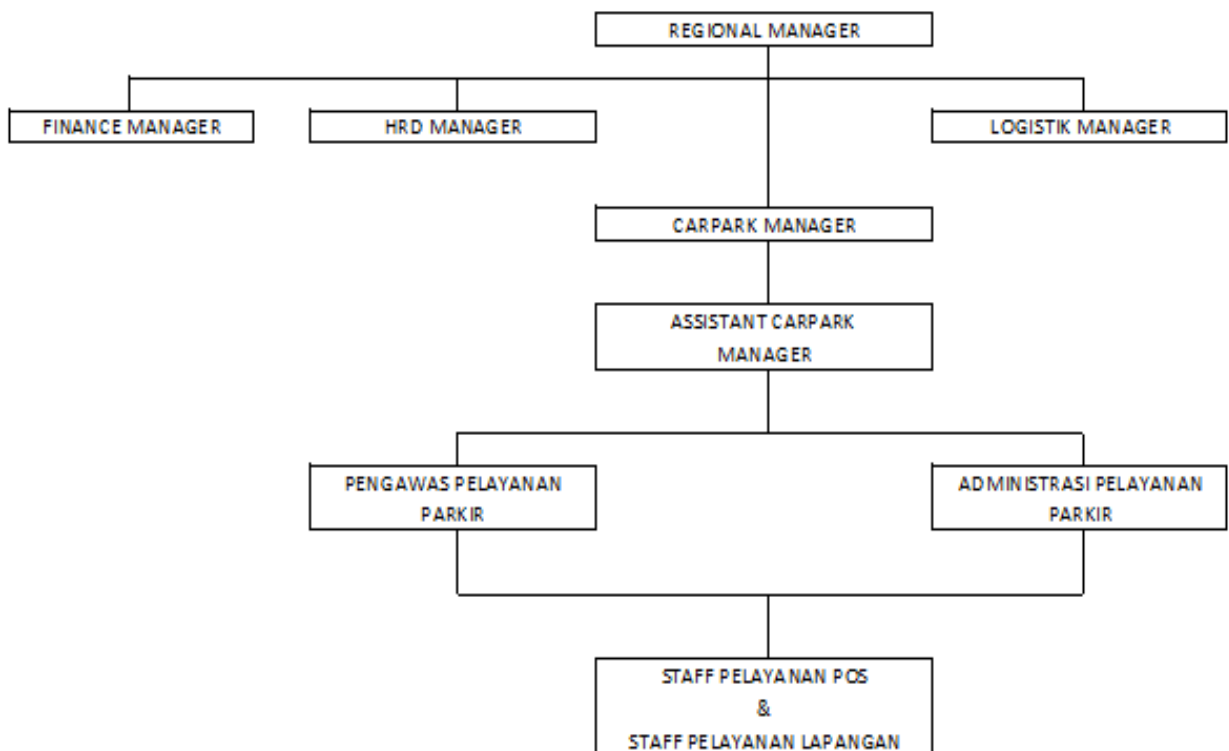 REGIONAL MANAGER
FINANCE MANAGER
HRD MANAGER
LOGISTIK MANAGER
CARPARK MANAGER
ASSISTANT CARPARK
MANAGER
PENGAWAS PELAYANAN
PARKIR
ADMINISTRASI PELAYANAN
PARKIR
STAFF PELAYANAN POS
&
STAFF PELAYANAN LAPANGAN